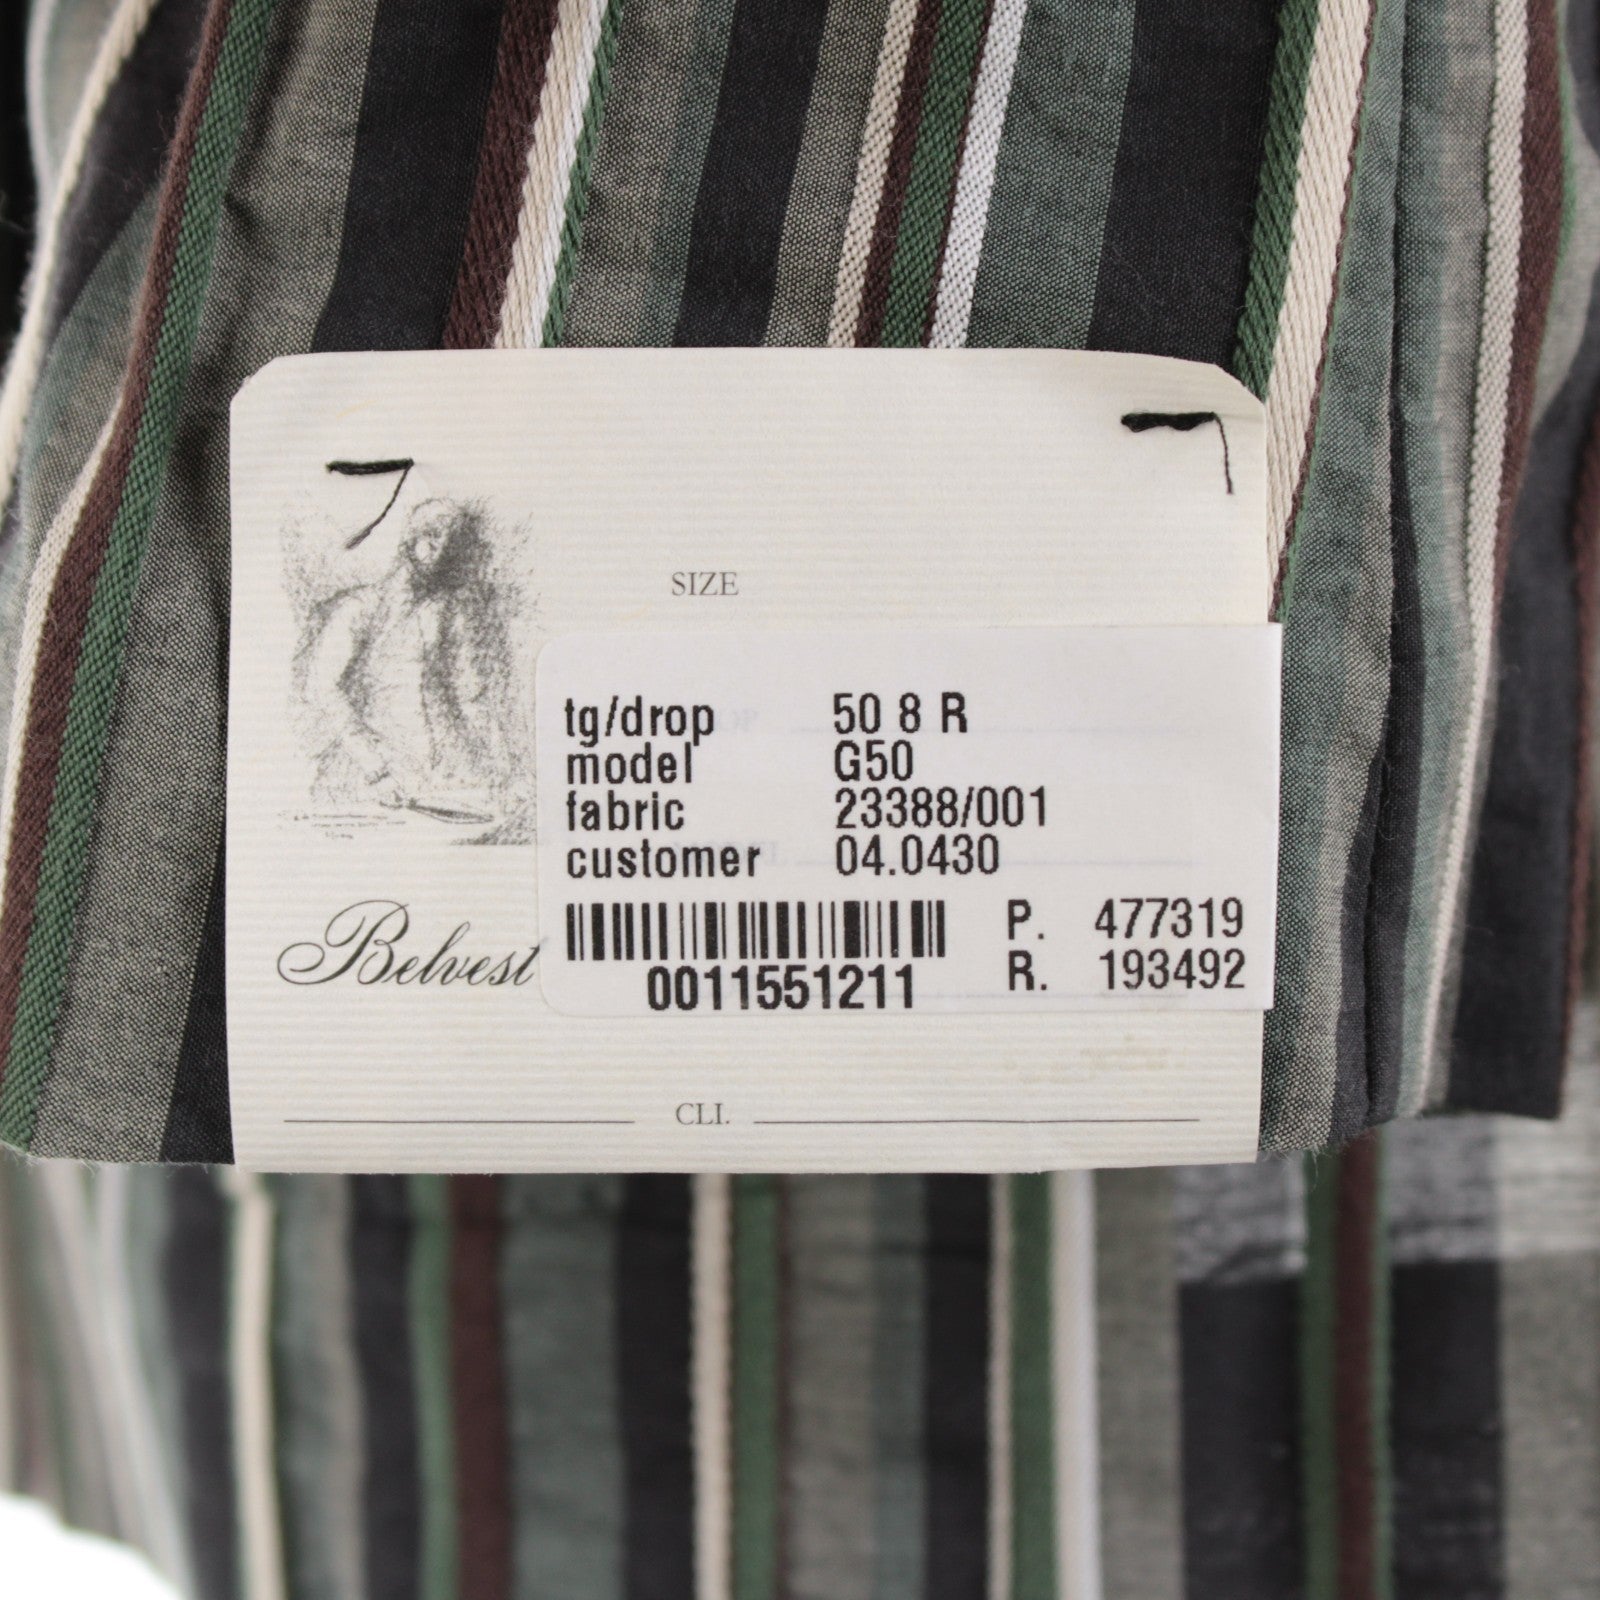 SIZE
tg/drop 50 8 R
model G50
fabric 23388/001
customer 04.0430
P. 477319
R. 193492
0011551211
Belvest
CLI.